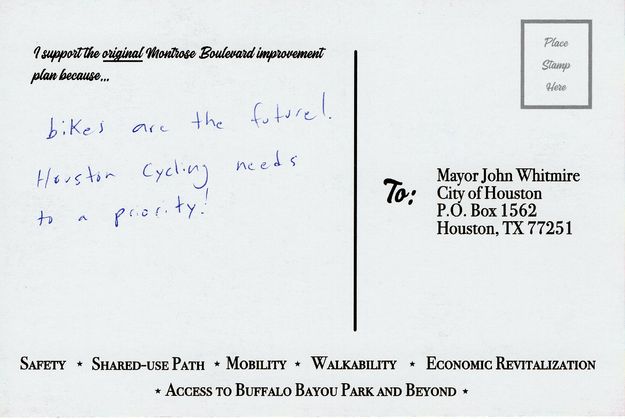 I support the original Montrose Boulevard improvement
plan because...
bikes are the future!
Houston Cycling needs
to a priority!
Place
Stamp
Here
To:
Mayor John Whitmire
City of Houston
P.O. Box 1562
Houston, TX 77251
SAFETY ★ SHARED-USE PATH ★ MOBILITY ★ WALKABILITY ★ ECONOMIC REVITALIZATION
★ ACCESS TO BUFFALO BAYOU PARK AND BEYOND ★